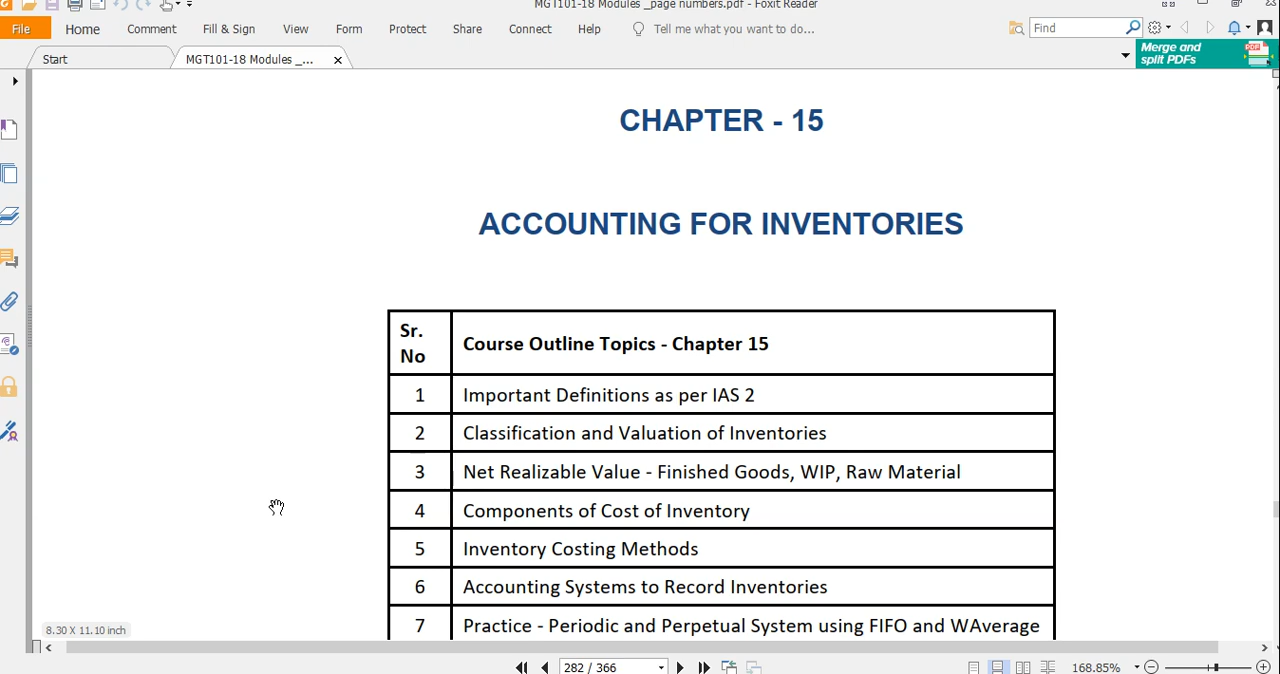 MGT101-18 Modules _page numbers.pdf - Foxit Reader
File Home Comment Fill & Sign View Form Protect Share Connect Help Tell me what you want to do... Find
Start MGT101-18 Modules _... Merge and
split PDFs
CHAPTER - 15
ACCOUNTING FOR INVENTORIES
Sr.
No
Course Outline Topics - Chapter 15
1 Important Definitions as per IAS 2
2 Classification and Valuation of Inventories
3 Net Realizable Value - Finished Goods, WIP, Raw Material
4 Components of Cost of Inventory
5 Inventory Costing Methods
6 Accounting Systems to Record Inventories
7 Practice - Periodic and Perpetual System using FIFO and WAverage
8.30 X 11.10 inch
282 / 366 168.85%